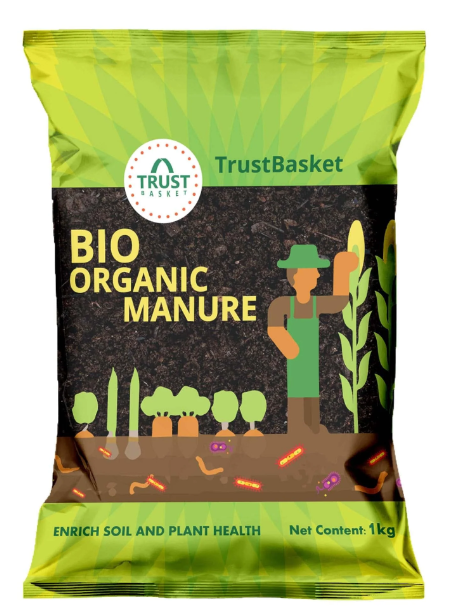 TRUST
BASKET
TrustBasket
BIO
ORGANIC
MANURE
ENRICH SOIL AND PLANT HEALTH
Net Content: 1kg